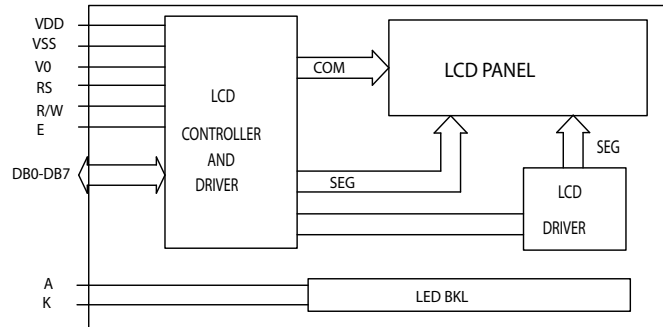 VDD
VSS
V0
RS
R/W
E
DB0-DB7
A
K
LCD
CONTROLLER
AND
DRIVER
COM
SEG
LCD PANEL
SEG
LCD
DRIVER
LED BKL